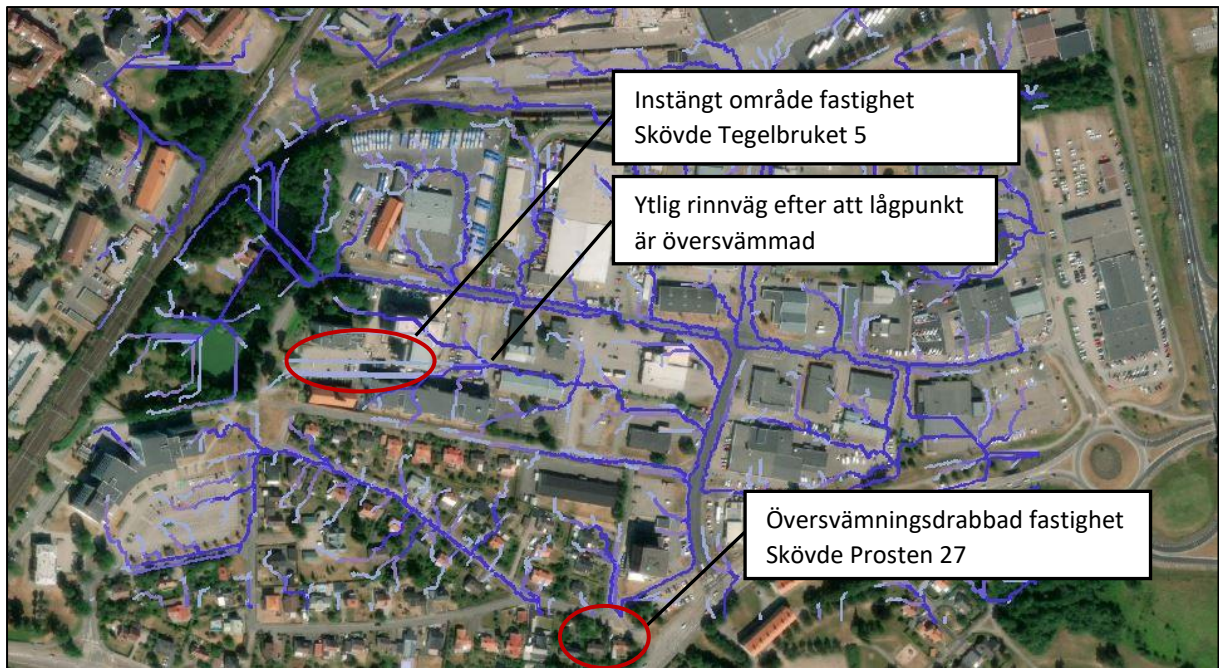 Instängt område fastighet
Skövde Tegelbruket 5
Ytlig rinnväg efter att lågpunkt
är översvämmad
Översvämningsdrabbad fastighet
Skövde Prosten 27